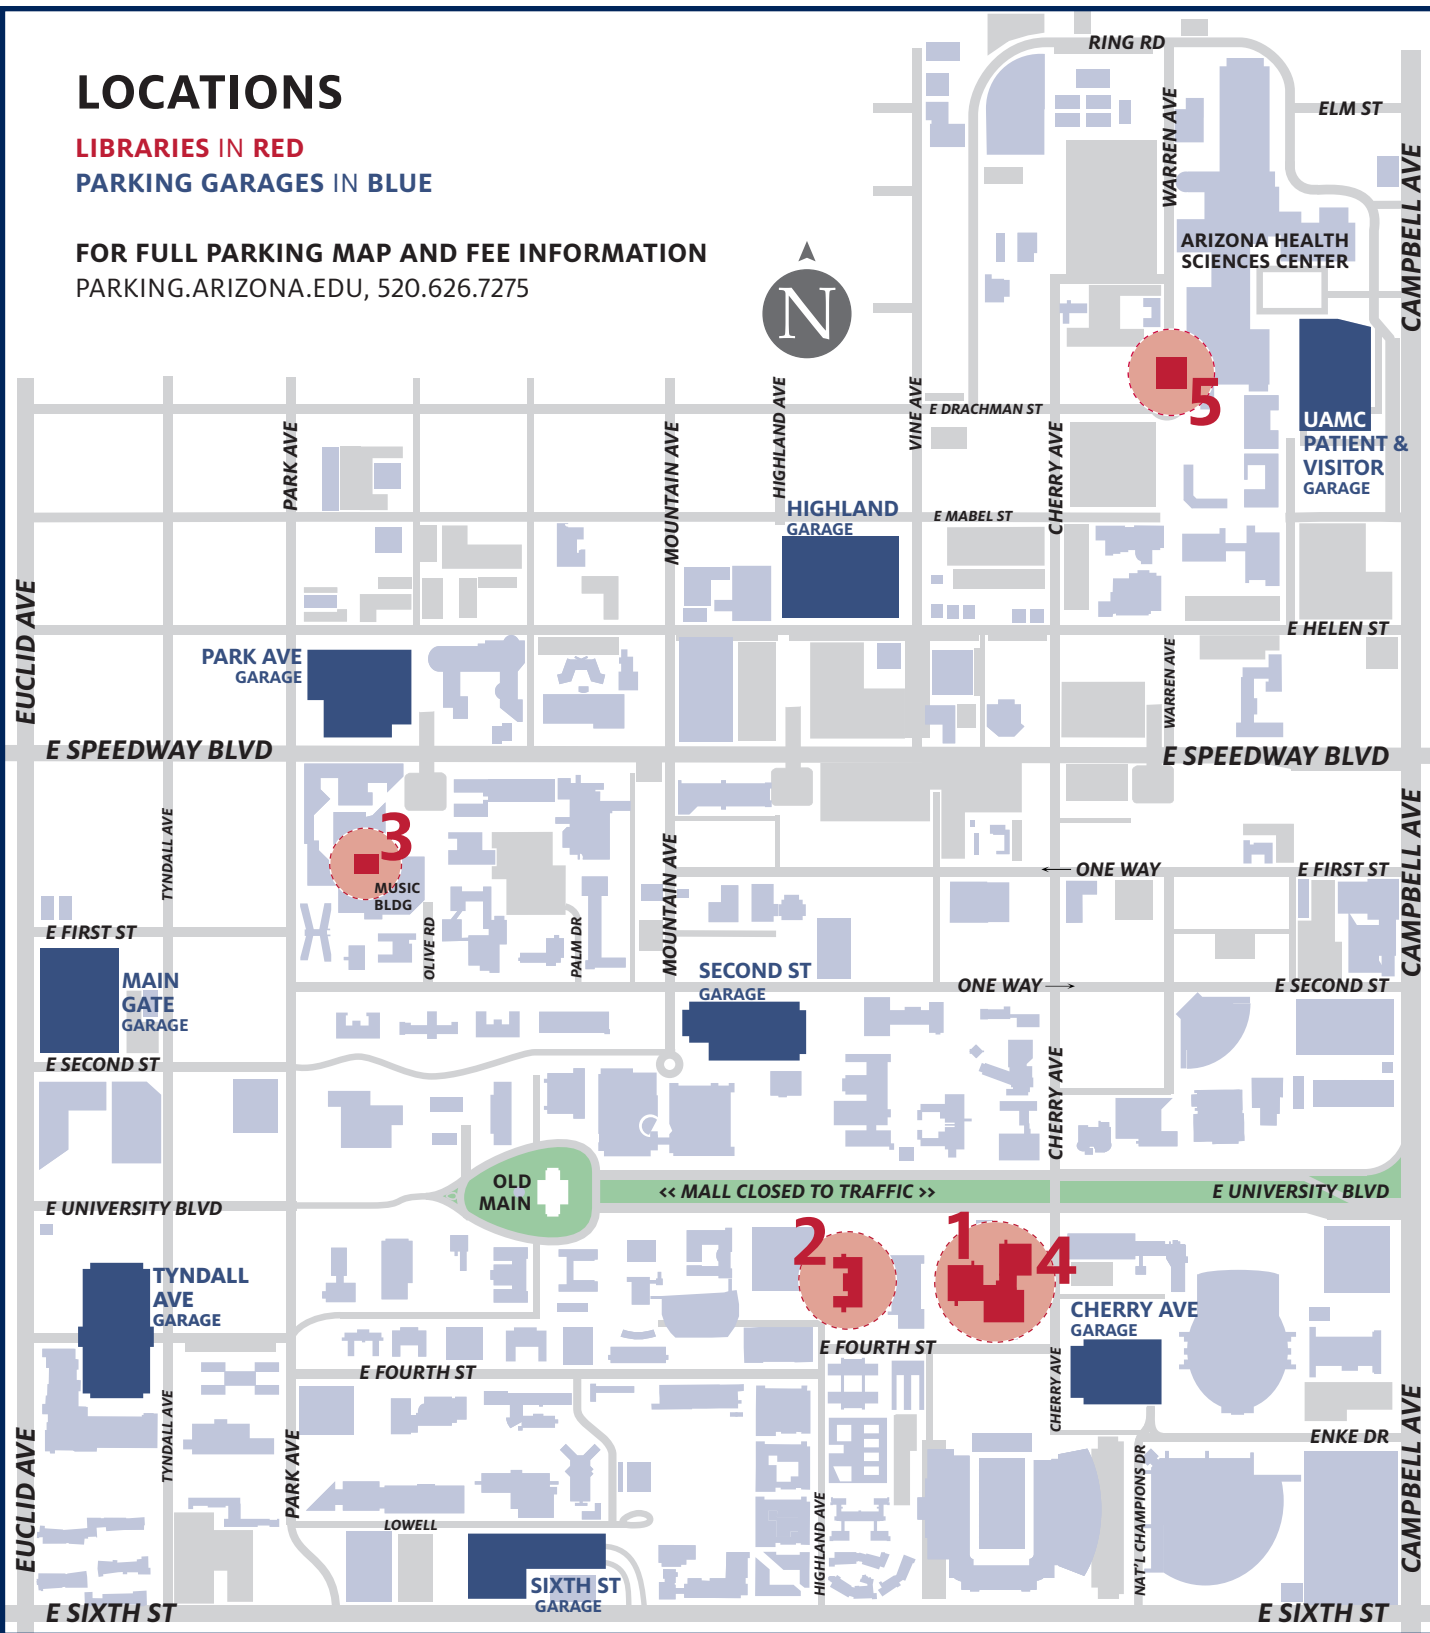 LOCATIONS
LIBRARIES IN RED
PARKING GARAGES IN BLUE
FOR FULL PARKING MAP AND FEE INFORMATION
PARKING.ARIZONA.EDU, 520.626.7275
N
RING RD
ELM ST
WARREN AVE
CAMPBELL AVE
ARIZONA HEALTH
SCIENCES CENTER
5
UAMC
PATIENT &
VISITOR
GARAGE
PARK AVE
MOUNTAIN AVE
HIGHLAND AVE
VINE AVE
E DRACHMAN ST
CHERRY AVE
HIGHLAND
GARAGE
E MABEL ST
EUCLID AVE
E HELEN ST
PARK AVE
GARAGE
WARREN AVE
E SPEEDWAY BLVD
E SPEEDWAY BLVD
TYNDALL AVE
3
MUSIC
BLDG
MOUNTAIN AVE
CAMPBELL AVE
← ONE WAY
E FIRST ST
E FIRST ST
OLIVE RD
PALM DR
MAIN
GATE
GARAGE
SECOND ST
GARAGE
ONE WAY →
E SECOND ST
E SECOND ST
CHERRY AVE
OLD
MAIN
<< MALL CLOSED TO TRAFFIC >>
E UNIVERSITY BLVD
E UNIVERSITY BLVD
2
1
4
TYNDALL
AVE
GARAGE
CHERRY AVE
GARAGE
E FOURTH ST
E FOURTH ST
CHERRY AVE
TYNDALL AVE
EUCLID AVE
PARK AVE
ENKE DR
CAMPBELL AVE
NAT'L CHAMPIONS DR
HIGHLAND AVE
LOWELL
SIXTH ST
GARAGE
E SIXTH ST
E SIXTH ST